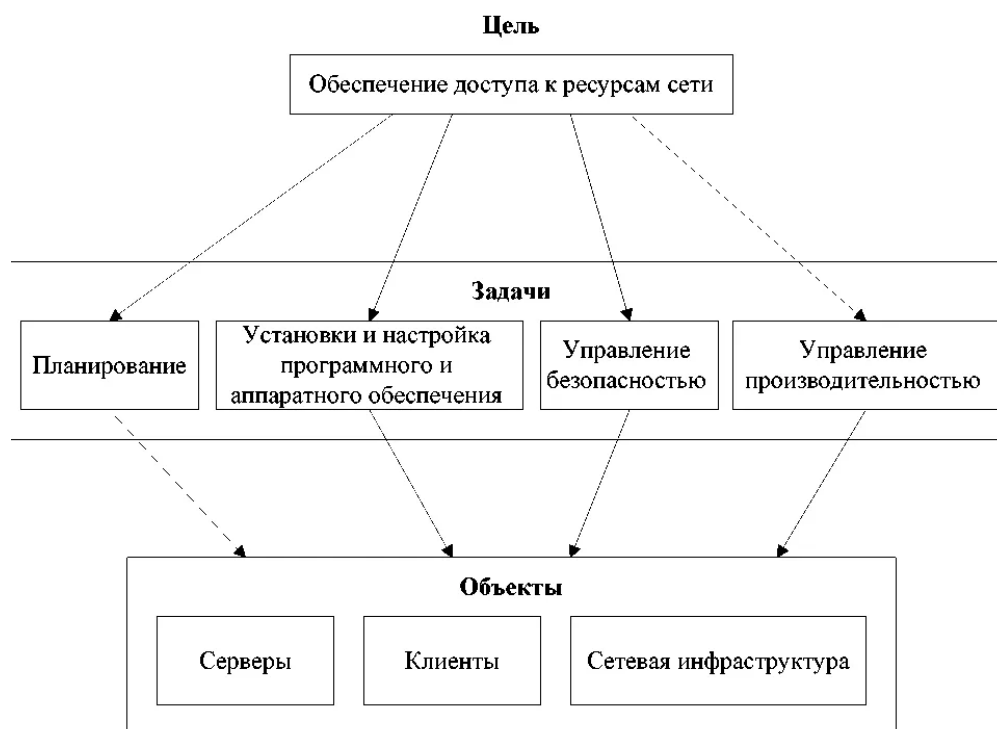 Цель
Обеспечение доступа к ресурсам сети
Задачи
Планирование
Установки и настройка
программного и
аппаратного обеспечения
Управление
безопасностью
Управление
производительностью
Объекты
Серверы
Клиенты
Сетевая инфраструктура